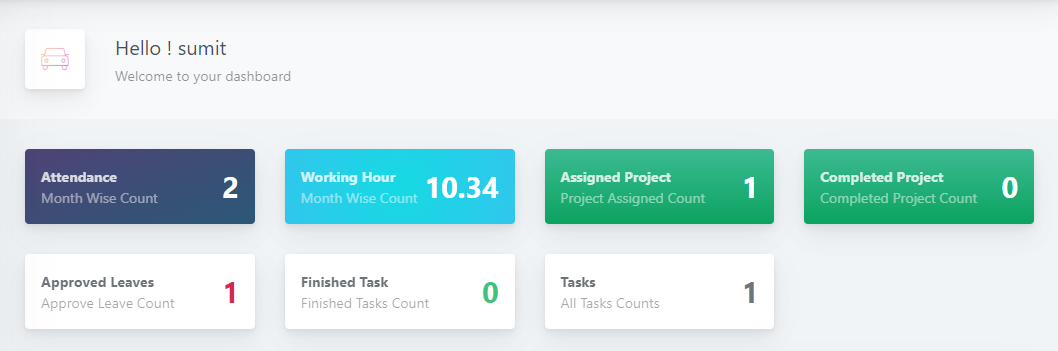 Hello ! sumit
Welcome to your dashboard
Attendance
Month Wise Count
2
Working Hour
Month Wise Count
10.34
Assigned Project
Project Assigned Count
1
Completed Project
Completed Project Count
0
Approved Leaves
Approve Leave Count
1
Finished Task
Finished Tasks Count
0
Tasks
All Tasks Counts
1